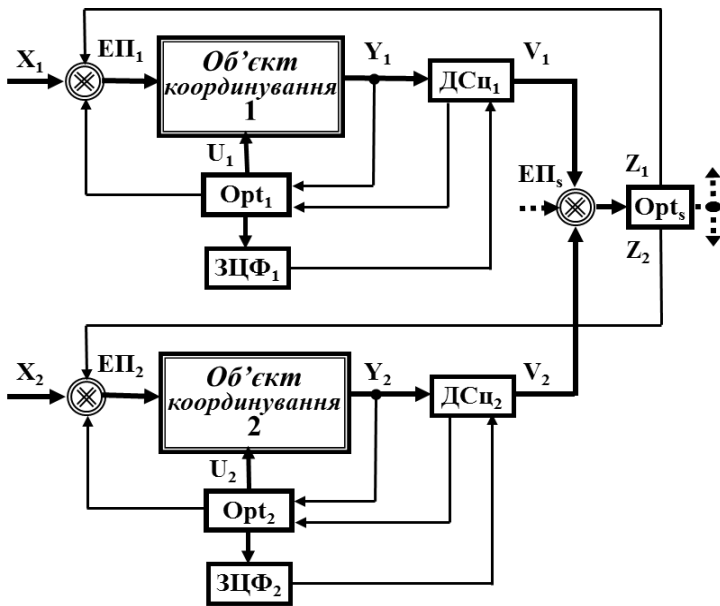 X₁
ЕП₁
Об’єкт
координування
1
Y₁
ДСц₁
V₁
U₁
Opt₁
ЗЦФ₁
ЕПₛ
Z₁
Optₛ
Z₂
X₂
ЕП₂
Об’єкт
координування
2
Y₂
ДСц₂
V₂
U₂
Opt₂
ЗЦФ₂